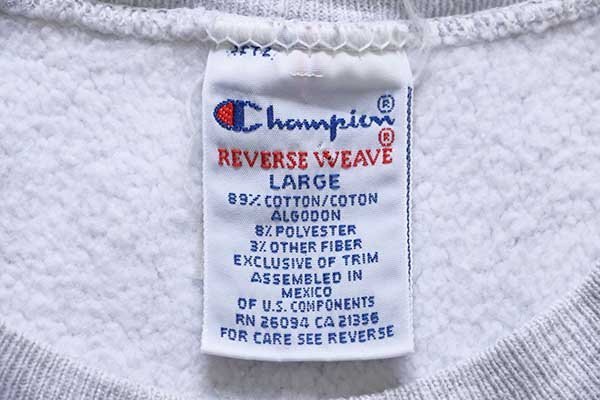 Champion®
REVERSE WEAVE®
LARGE
89% COTTON/COTON
ALGODON
8% POLYESTER
3% OTHER FIBER
EXCLUSIVE OF TRIM
ASSEMBLED IN
MEXICO
OF U.S. COMPONENTS
RN 26094 CA 21356
FOR CARE SEE REVERSE